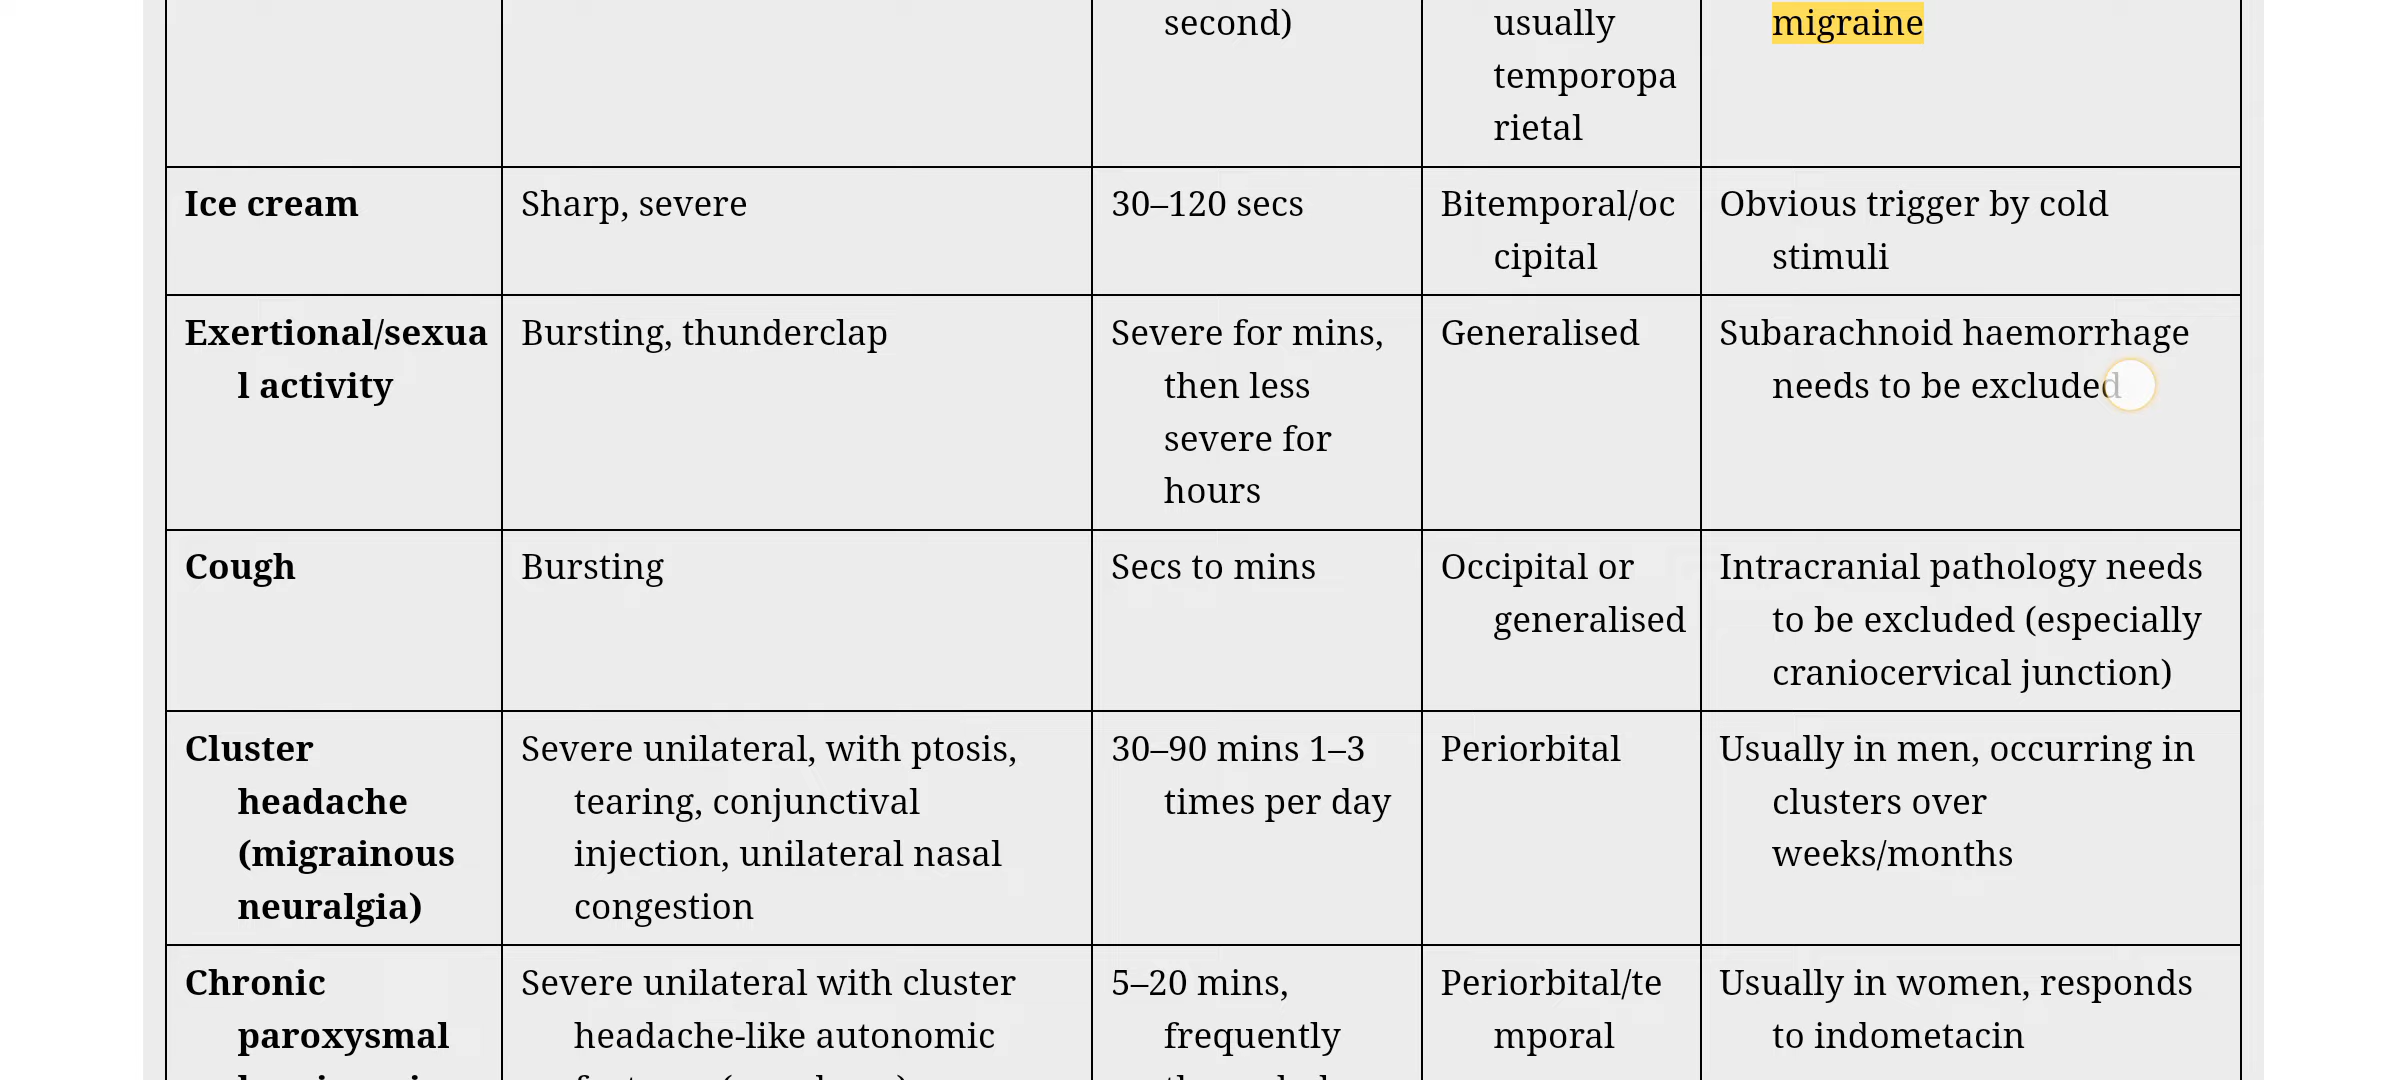 second)
usually
temporopa
rietal
migraine
Ice cream
Sharp, severe
30–120 secs
Bitemporal/oc
cipital
Obvious trigger by cold
stimuli
Exertional/sexua
l activity
Bursting, thunderclap
Severe for mins,
then less
severe for
hours
Generalised
Subarachnoid haemorrhage
needs to be excluded
Cough
Bursting
Secs to mins
Occipital or
generalised
Intracranial pathology needs
to be excluded (especially
craniocervical junction)
Cluster
headache
(migrainous
neuralgia)
Severe unilateral, with ptosis,
tearing, conjunctival
injection, unilateral nasal
congestion
30–90 mins 1–3
times per day
Periorbital
Usually in men, occurring in
clusters over
weeks/months
Chronic
paroxysmal
Severe unilateral with cluster
headache-like autonomic
5–20 mins,
frequently
Periorbital/te
mporal
Usually in women, responds
to indometacin